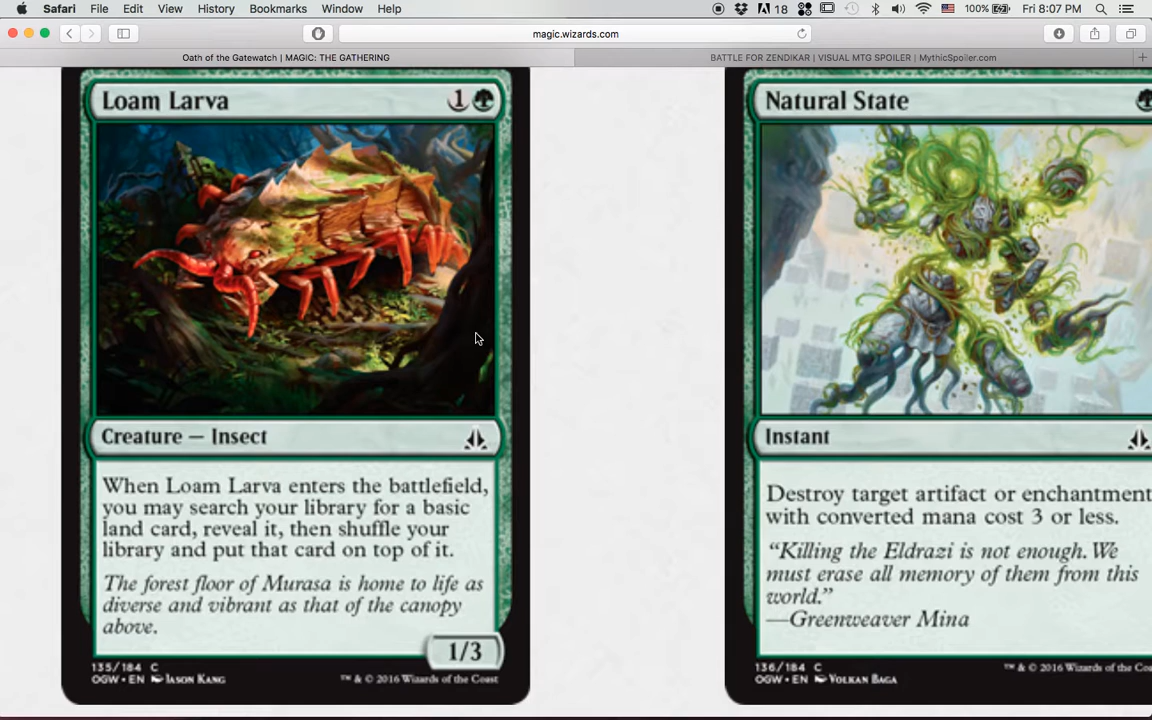 Safari File Edit View History Bookmarks Window Help 18 100% Fri 8:07 PM
magic.wizards.com
Oath of the Gatewatch | MAGIC: THE GATHERING
BATTLE FOR ZENDIKAR | VISUAL MTG SPOILER | MythicSpoiler.com
Loam Larva 1
Creature — Insect
When Loam Larva enters the battlefield,
you may search your library for a basic
land card, reveal it, then shuffle your
library and put that card on top of it.
The forest floor of Murasa is home to life as
diverse and vibrant as that of the canopy
above.
1/3
135/184 C
OGW • EN Jason Kang
™ & © 2016 Wizards of the Coast
Natural State
Instant
Destroy target artifact or enchantment
with converted mana cost 3 or less.
“Killing the Eldrazi is not enough. We
must erase all memory of them from this
world.”
—Greenweaver Mina
136/184 C
OGW • EN Volkan Baga
™ & © 2016 Wizards of the Coast